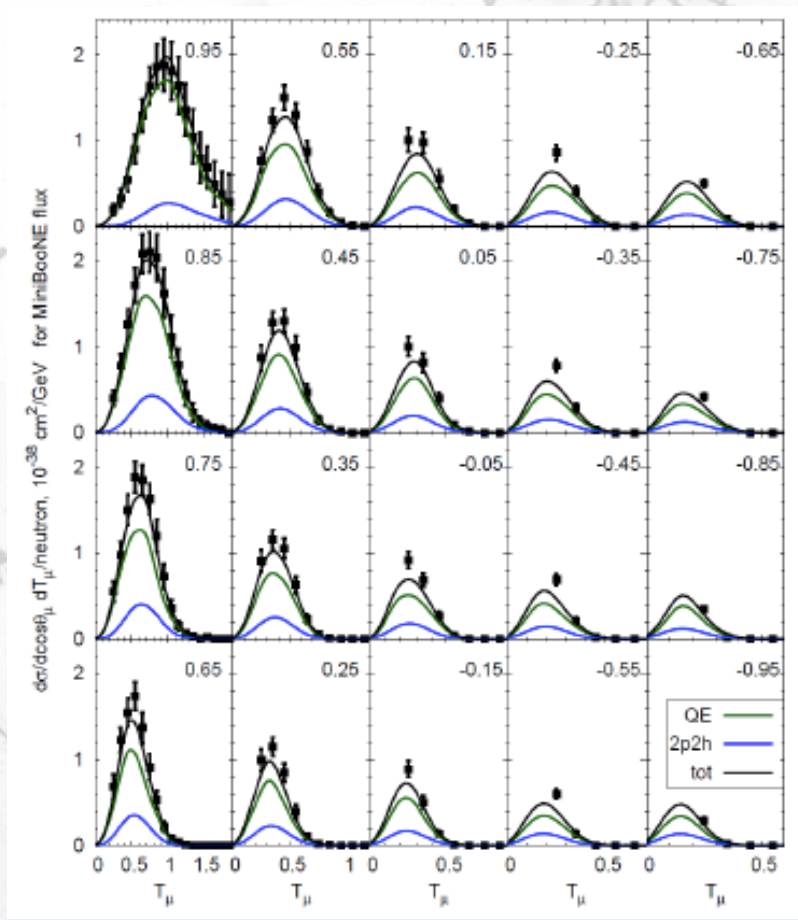 dσ/dcosθμ dTμ/neutron, 10⁻³⁸ cm²/GeV for MiniBooNE flux
2 0.95 0.55 0.15 -0.25 -0.65
1
0
2 0.85 0.45 0.05 -0.35 -0.75
1
0
2 0.75 0.35 -0.05 -0.45 -0.85
1
0
2 0.65 0.25 -0.15 -0.55 -0.95
QE
2p2h
tot
1
0
0 0.5 1 1.5 0 0.5 1 0 0.5 0 0.5 0 0.5
Tμ Tμ Tμ Tμ Tμ